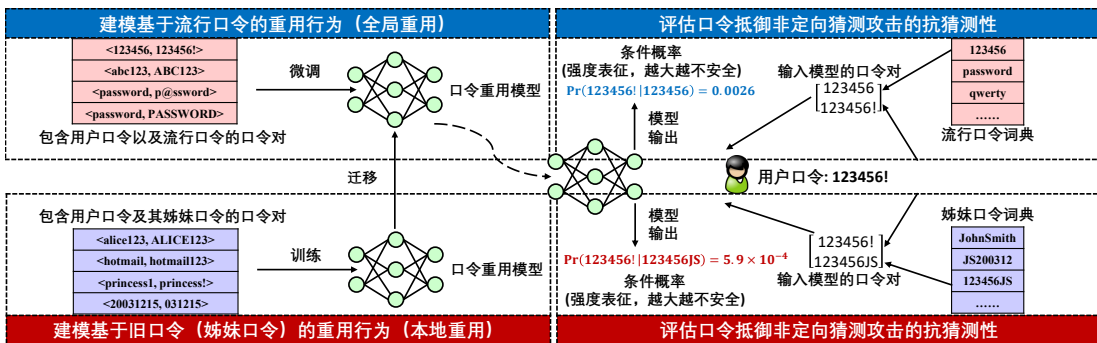 建模基于流行口令的重用行为（全局重用）
<123456, 123456!>
<abc123, ABC123>
<password, p@ssword>
<password, PASSWORD>
包含用户口令以及流行口令的口令对
微调
口令重用模型
迁移
包含用户口令及其姊妹口令的口令对
<alice123, ALICE123>
<hotmail, hotmail123>
<princess1, princess!>
<20031215, 031215>
训练
口令重用模型
建模基于旧口令（姊妹口令）的重用行为（本地重用）
评估口令抵御非定向猜测攻击的抗猜测性
条件概率
(强度表征，越大越不安全)
Pr(123456!|123456) = 0.0026
模型
输出
输入模型的口令对
123456
123456!
123456
password
qwerty
……
流行口令词典
用户口令: 123456!
模型
输出
Pr(123456!|123456JS) = 5.9 × 10⁻⁴
条件概率
(强度表征，越大越不安全)
123456!
123456JS
输入模型的口令对
姊妹口令词典
JohnSmith
JS200312
123456JS
……
评估口令抵御非定向猜测攻击的抗猜测性